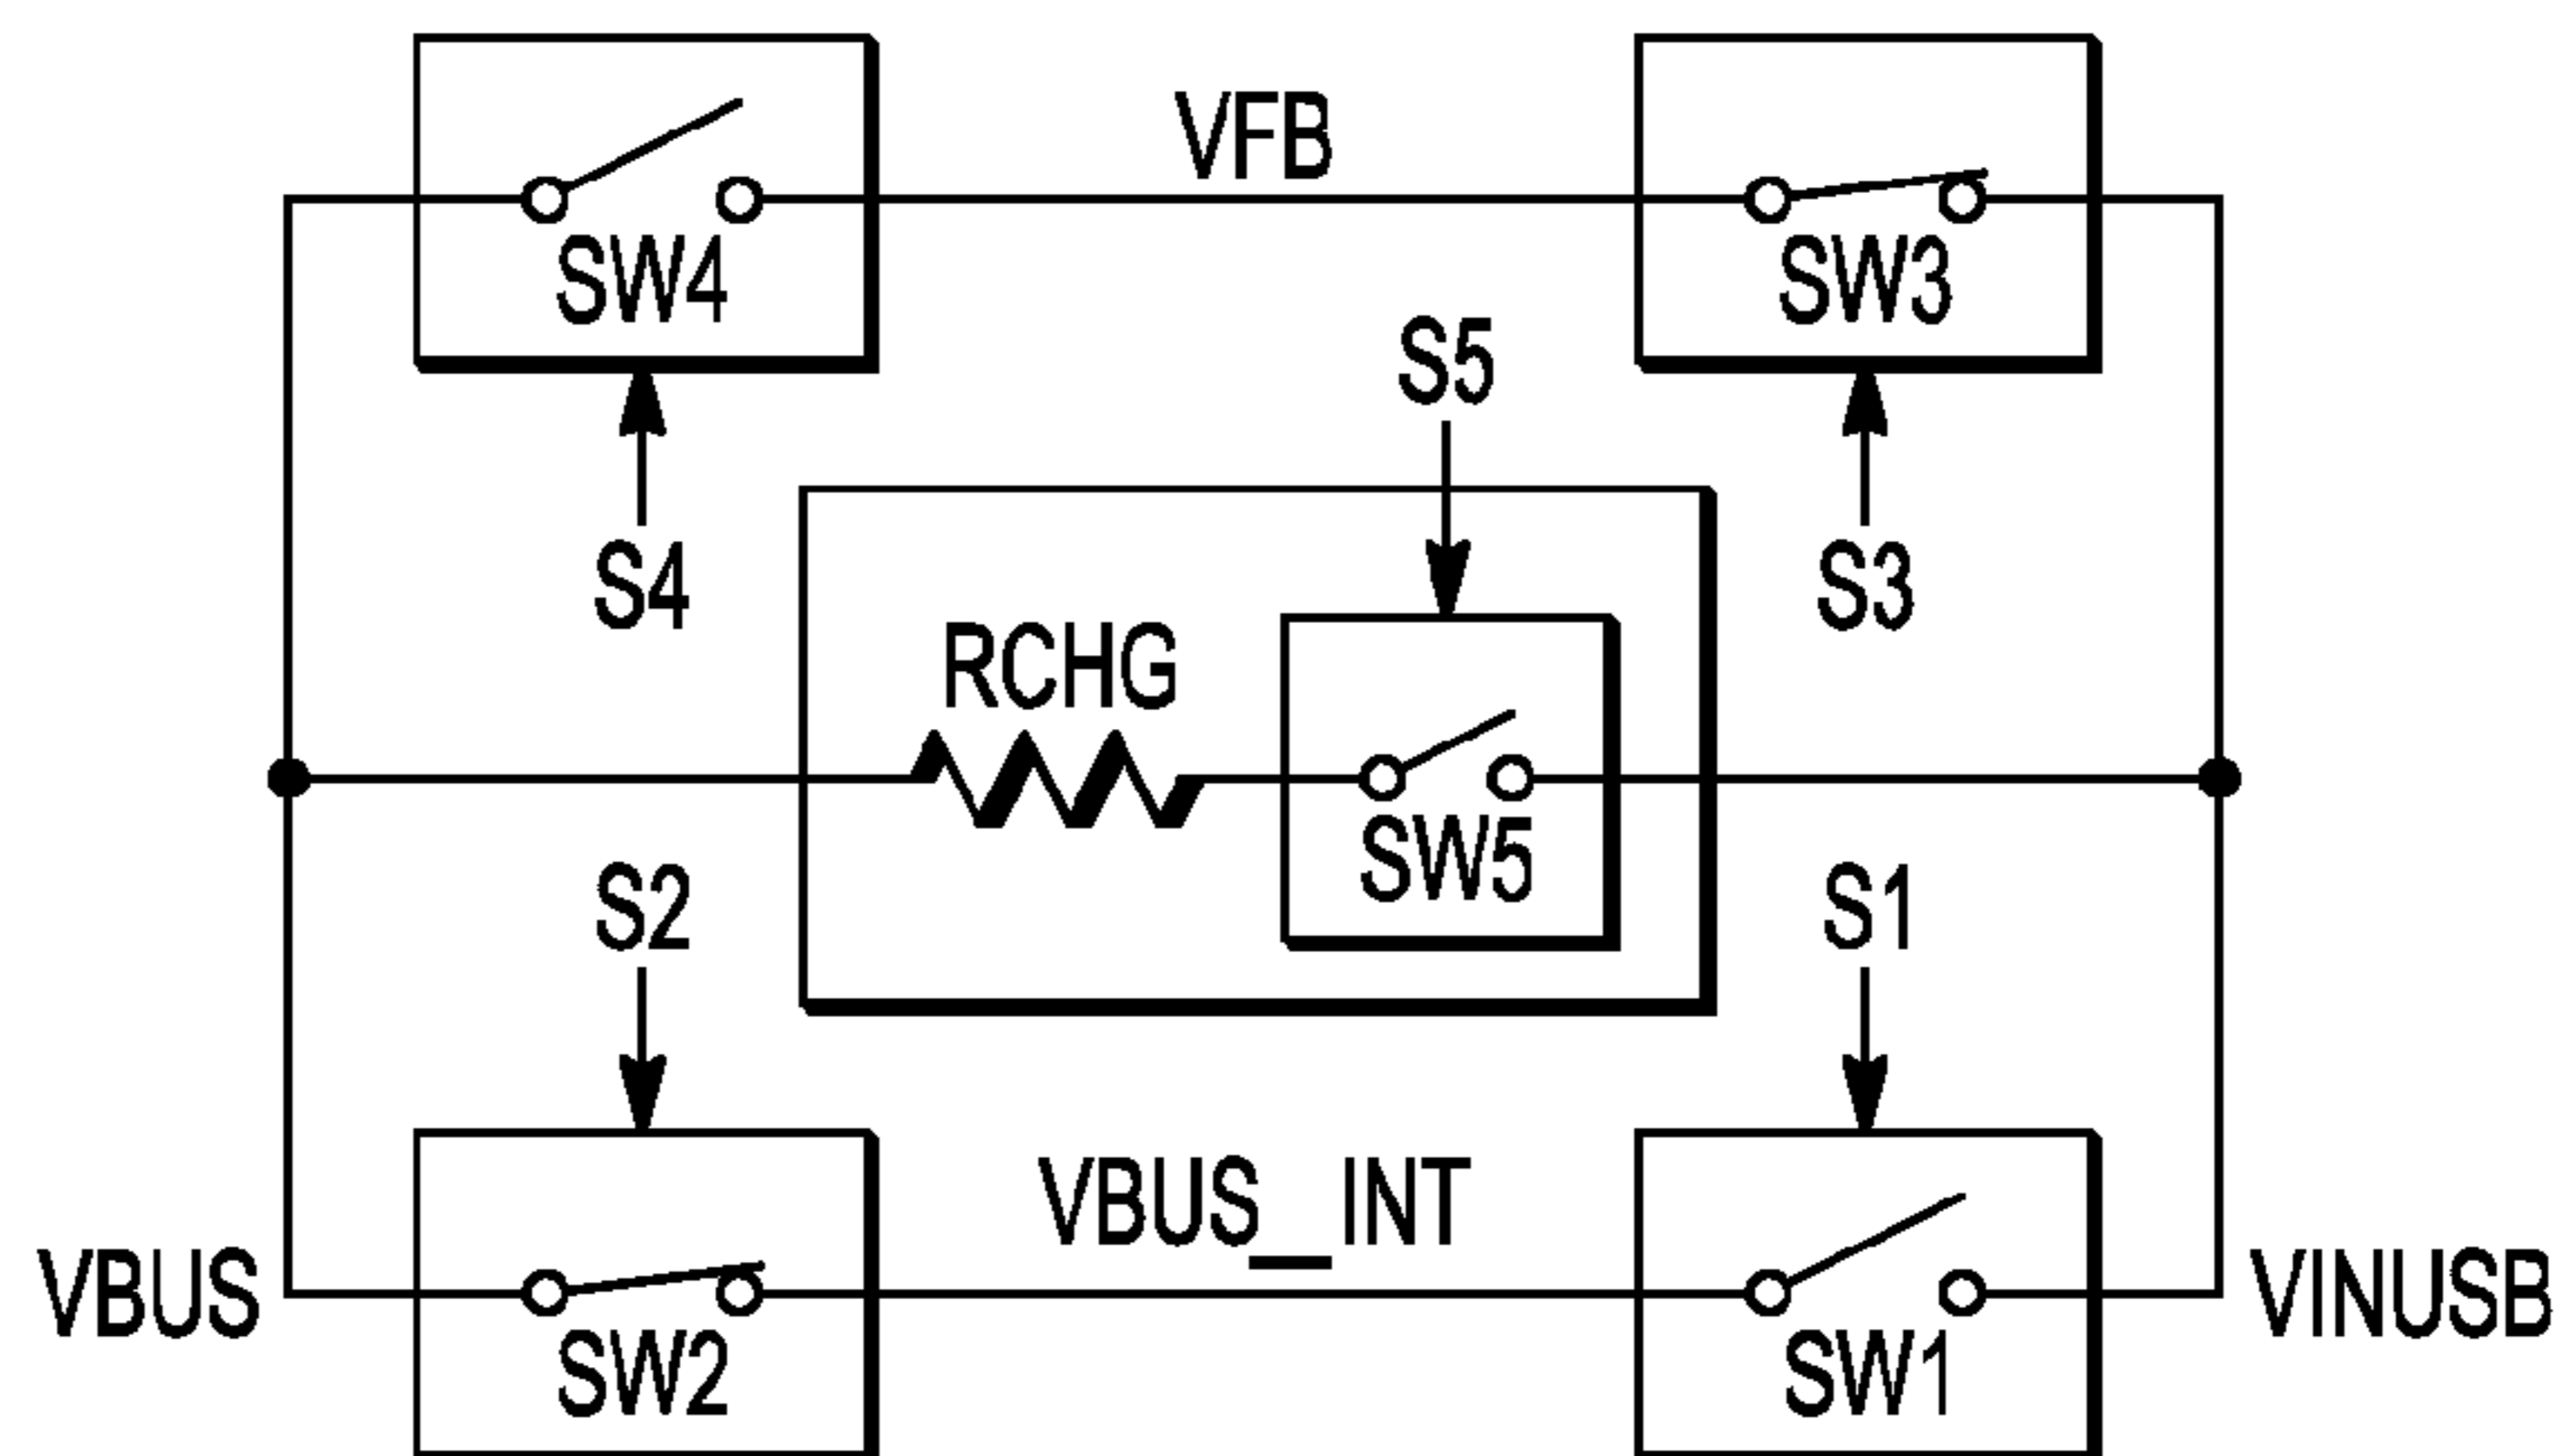 VFB
SW4
SW3
S5
S4
S3
RCHG
SW5
S2
S1
VBUS_INT
VBUS
VINUSB
SW2
SW1